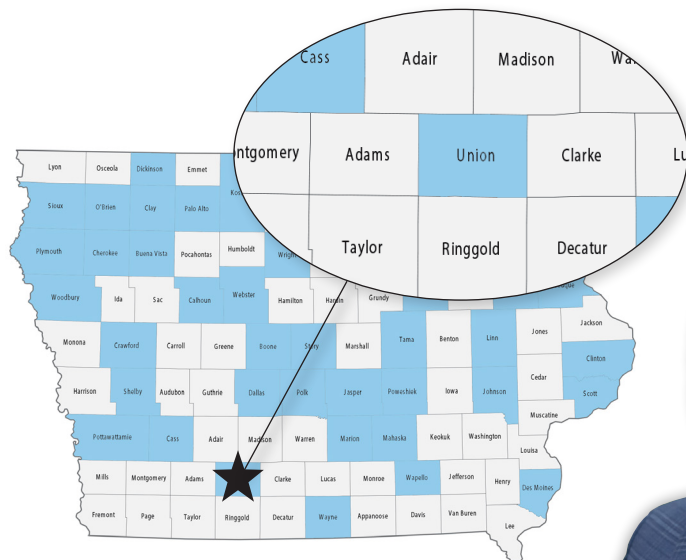 Cass Adair Madison
Adams Union Clarke
Taylor Ringgold Decatur
Lyon Osceola Dickinson Emmet
Sioux O'Brien Clay Palo Alto
Plymouth Cherokee Buena Vista Pocahontas Humboldt Wright
Woodbury Ida Sac Calhoun Webster Hamilton Hardin Grundy
Monona Crawford Carroll Greene Boone Story Marshall Tama Benton Linn Jones Jackson
Clinton
Harrison Shelby Audubon Guthrie Dallas Polk Jasper Poweshiek Iowa Johnson Cedar Scott
Muscatine
Pottawattamie Cass Adair Madison Warren Marion Mahaska Keokuk Washington Louisa
Mills Montgomery Adams Clarke Lucas Monroe Wapello Jefferson Henry Des Moines
Fremont Page Taylor Ringgold Decatur Wayne Appanoose Davis Van Buren Lee